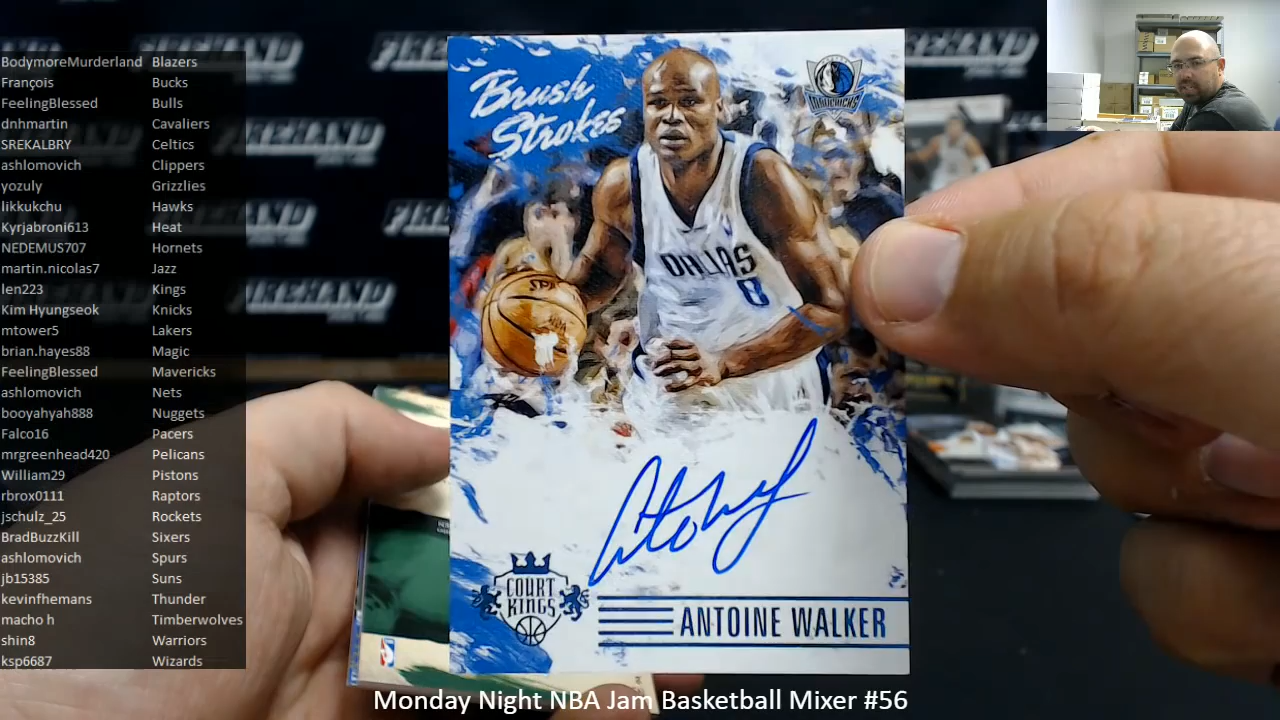 BodymoreMurderland Blazers
François Bucks
FeelingBlessed Bulls
dnhmartin Cavaliers
SREKALBRY Celtics
ashlomovich Clippers
yozuly Grizzlies
likkukchu Hawks
Kyrjabroni613 Heat
NEDEMUS707 Hornets
martin.nicolas7 Jazz
len223 Kings
Kim Hyungseok Knicks
mtower5 Lakers
brian.hayes88 Magic
FeelingBlessed Mavericks
ashlomovich Nets
booyahyah888 Nuggets
Falco16 Pacers
mrgreenhead420 Pelicans
William29 Pistons
rbrox0111 Raptors
jschulz_25 Rockets
BradBuzzKill Sixers
ashlomovich Spurs
jb15385 Suns
kevinfhemans Thunder
macho h Timberwolves
shin8 Warriors
ksp6687 Wizards
Brush
Strokes
MAVERICKS
DALLAS
8
COURT
KINGS
ANTOINE WALKER
FIREHAND
Monday Night NBA Jam Basketball Mixer #56